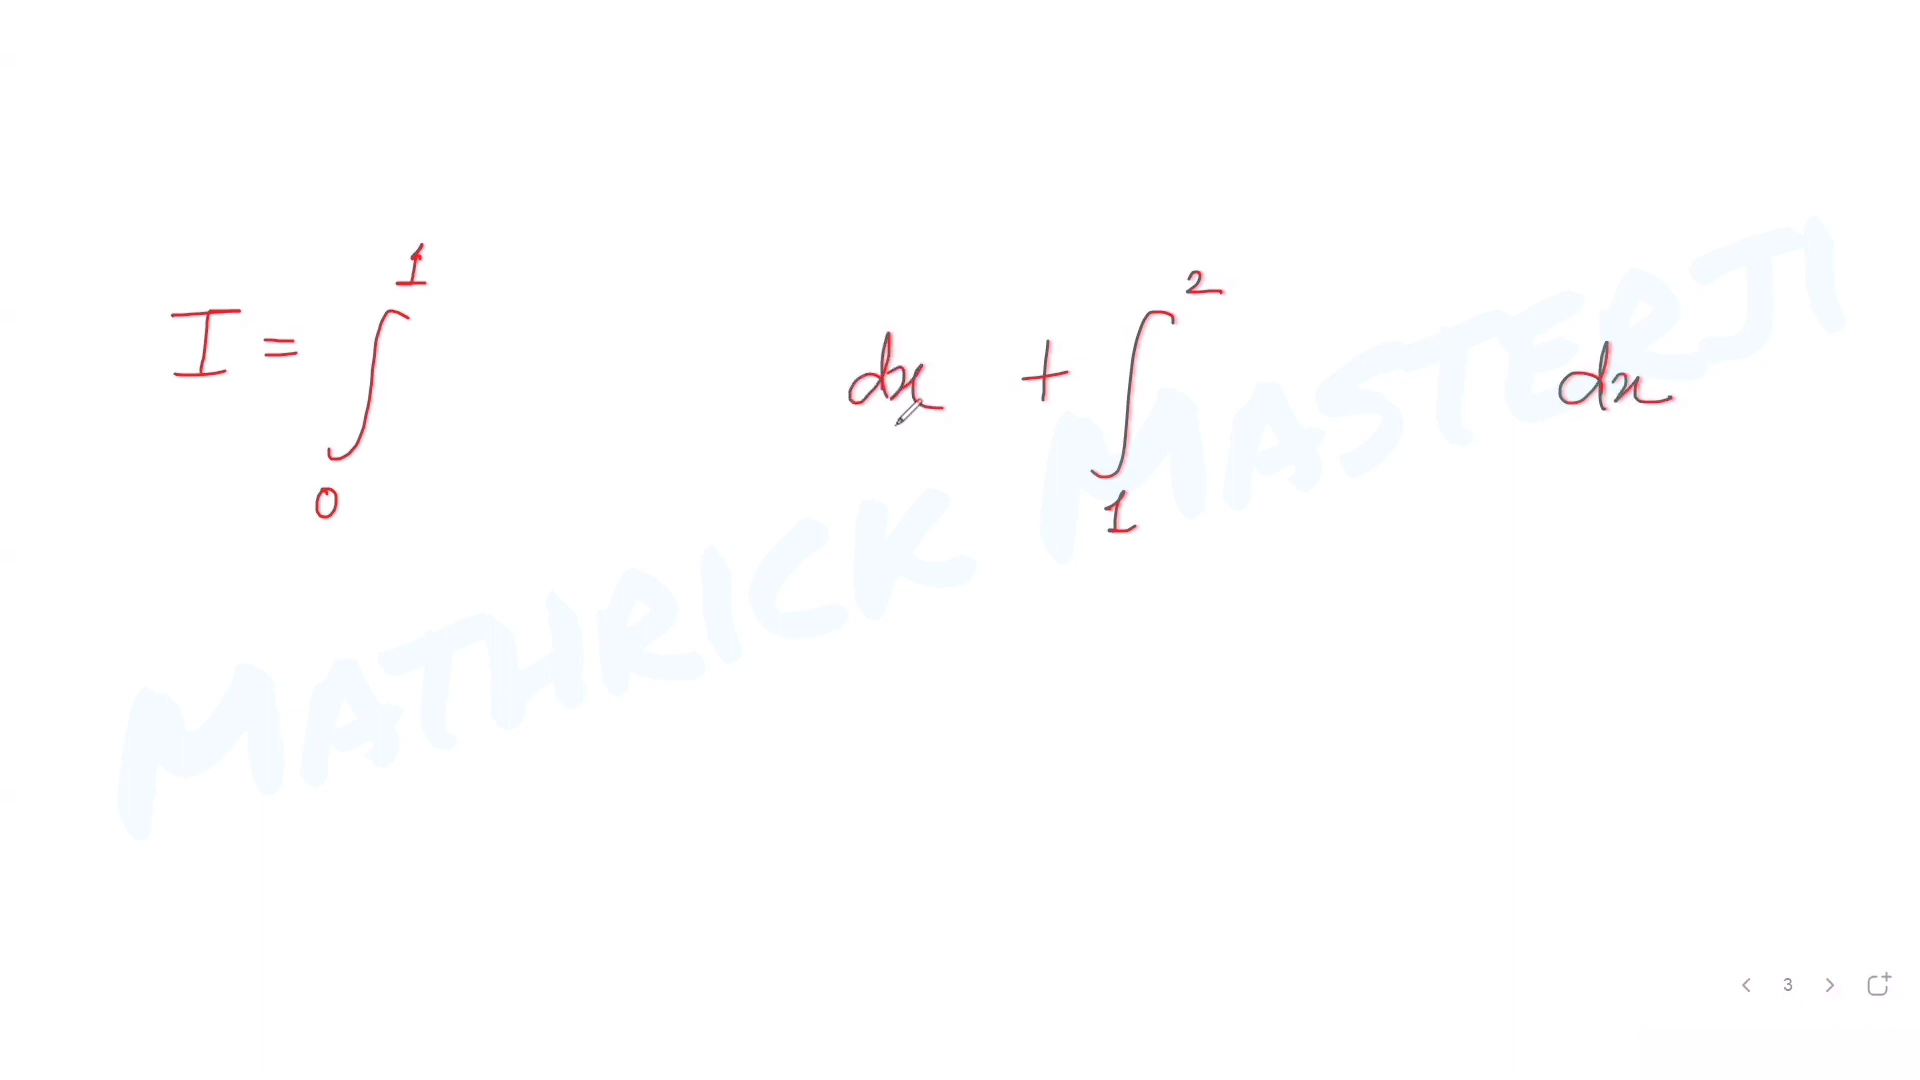 I = ∫₀¹ dx + ∫₁² dx
MATHRICK MASTERJI
3